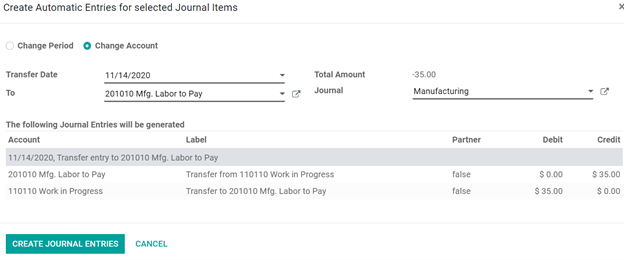 Create Automatic Entries for selected Journal Items
Change Period Change Account
Transfer Date 11/14/2020 Total Amount -35.00
To 201010 Mfg. Labor to Pay Journal Manufacturing
The following Journal Entries will be generated
Account Label Partner Debit Credit
11/14/2020, Transfer entry to 201010 Mfg. Labor to Pay
201010 Mfg. Labor to Pay Transfer from 110110 Work in Progress false $ 0.00 $ 35.00
110110 Work in Progress Transfer to 201010 Mfg. Labor to Pay false $ 35.00 $ 0.00
CREATE JOURNAL ENTRIES CANCEL